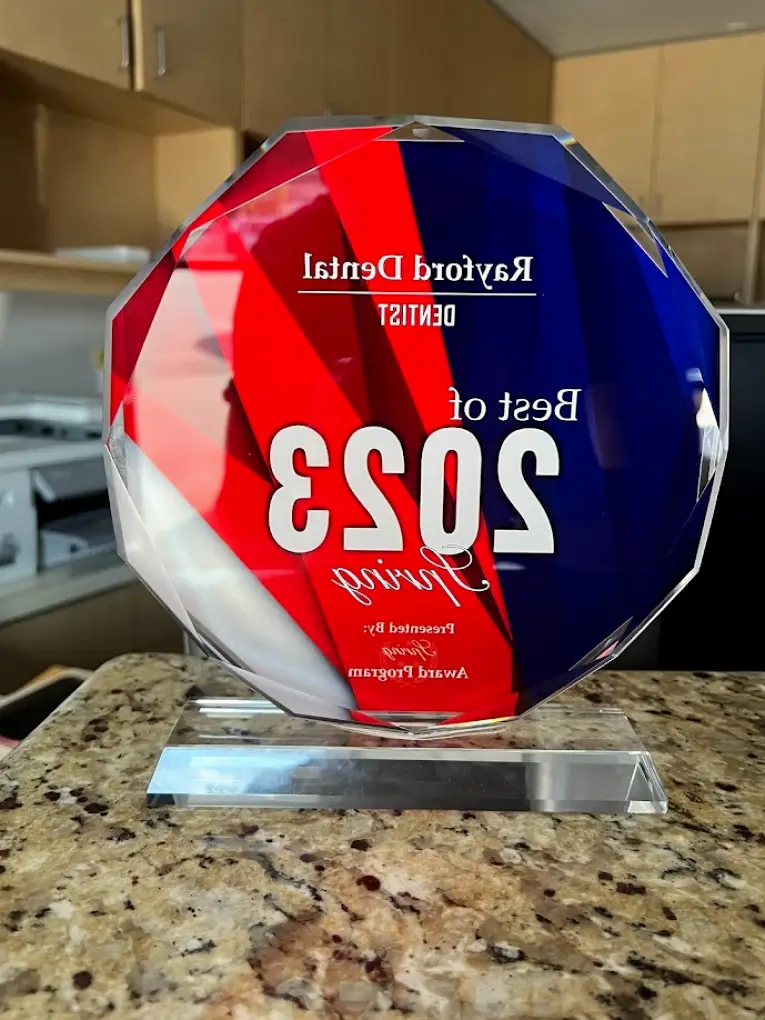 Rayford Dental
DENTIST
Best of
2023
Spring
Presented By:
Spring
Award Program